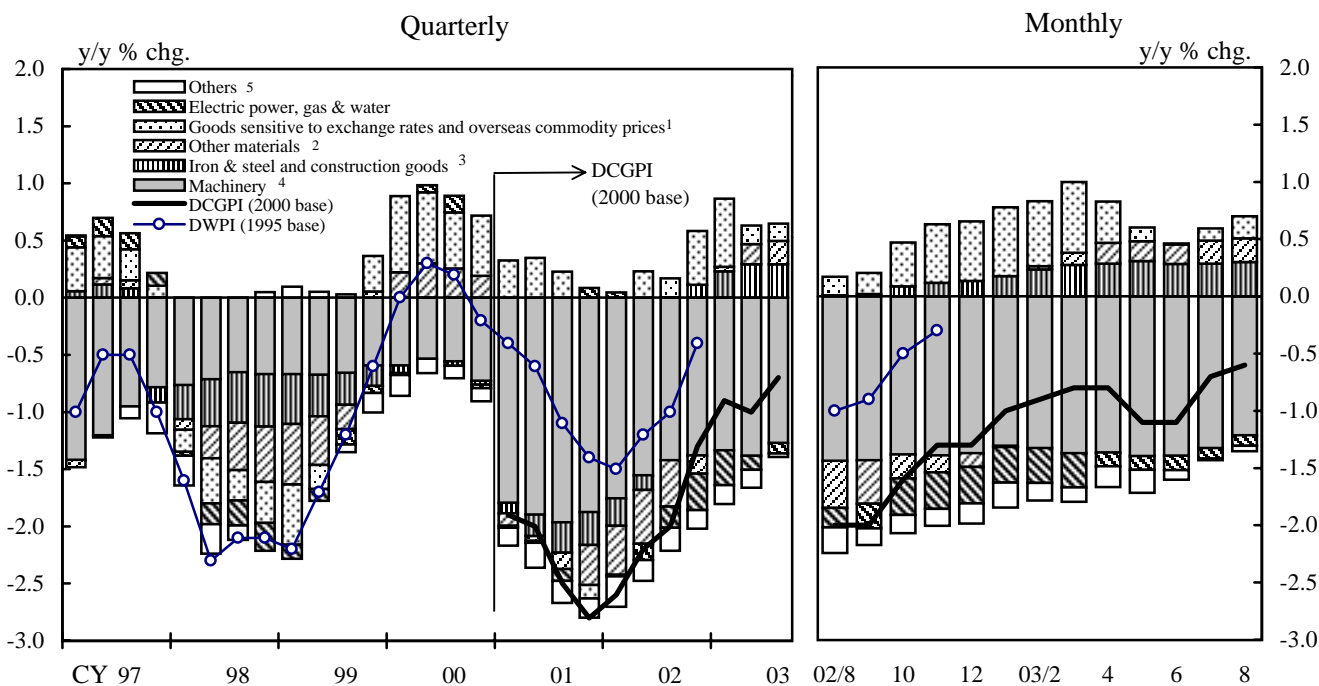 Quarterly
Monthly
y/y % chg.
y/y % chg.
2.0
1.5
1.0
0.5
0.0
-0.5
-1.0
-1.5
-2.0
-2.5
-3.0
Others 5
Electric power, gas & water
Goods sensitive to exchange rates and overseas commodity prices1
Other materials 2
Iron & steel and construction goods 3
Machinery 4
DCGPI (2000 base)
DWPI (1995 base)
DCGPI
(2000 base)
2.0
1.5
1.0
0.5
0.0
-0.5
-1.0
-1.5
-2.0
-2.5
-3.0
CY 97 98 99 00 01 02 03
02/8 10 12 03/2 4 6 8